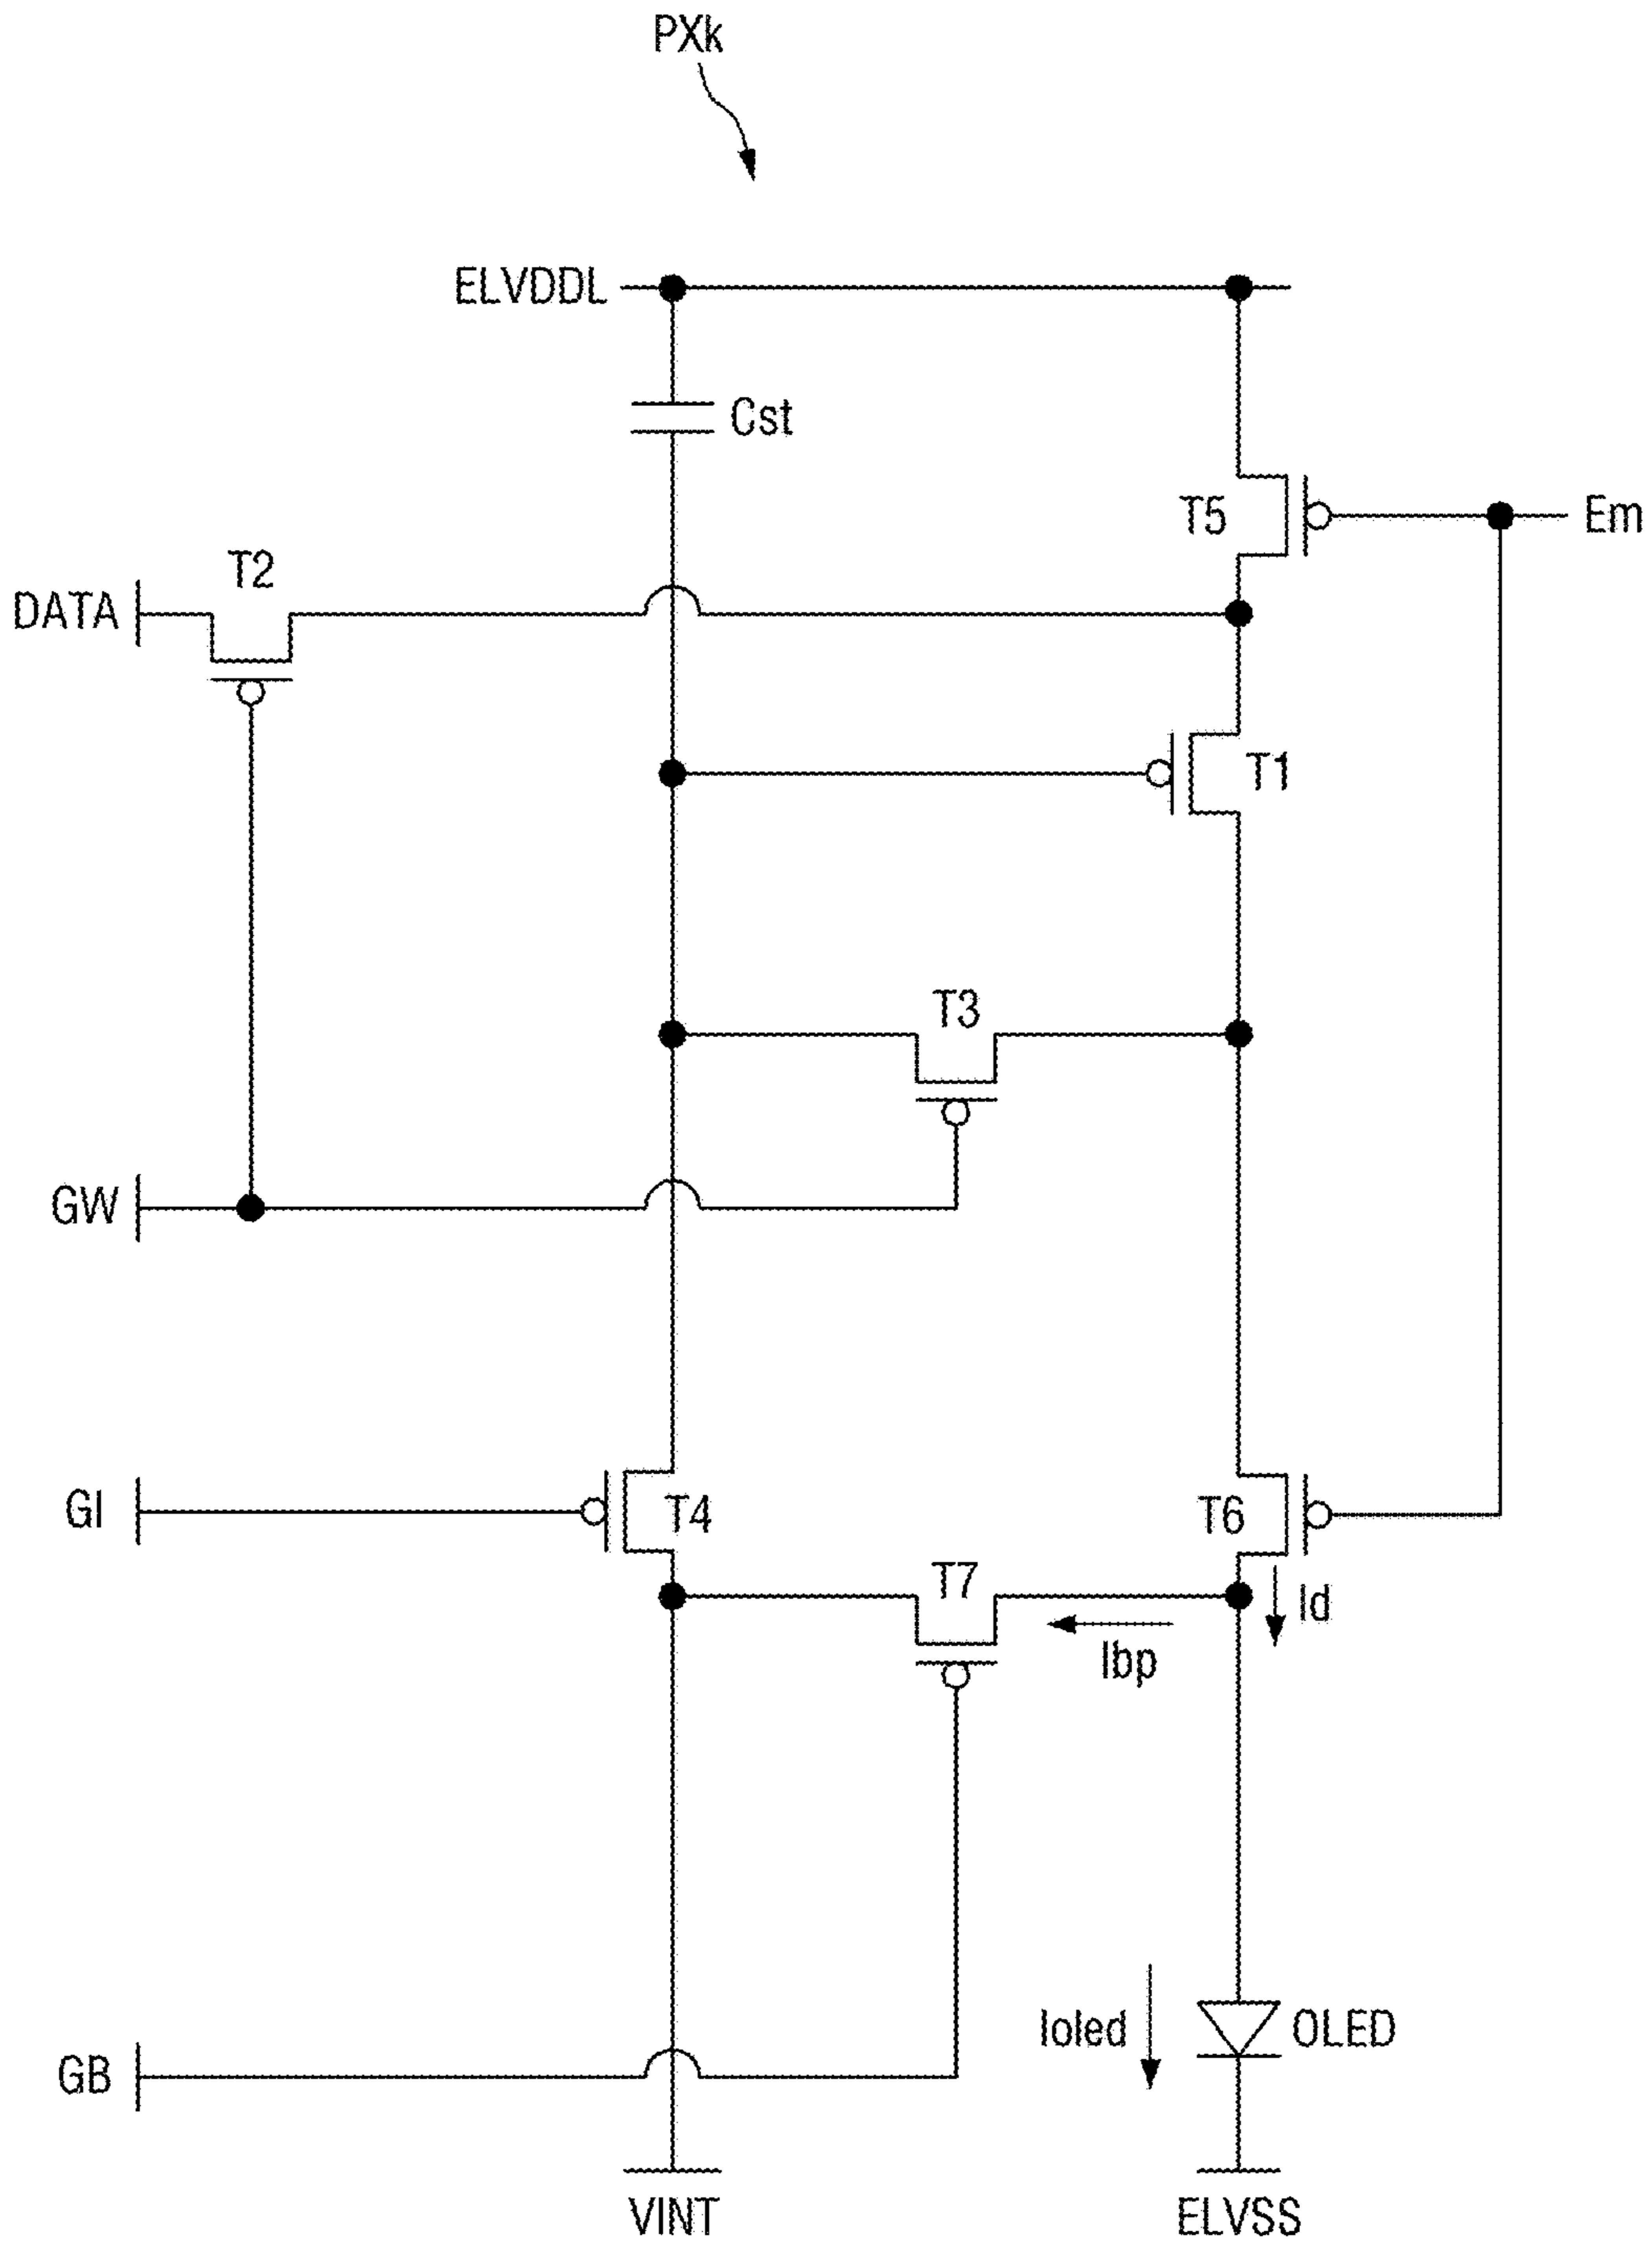 PXk
ELVDDL
Cst
T5
Em
T2
DATA
T1
T3
GW
GI
T4
T6
T7
Id
Ibp
Ioled
OLED
GB
VINT
ELVSS